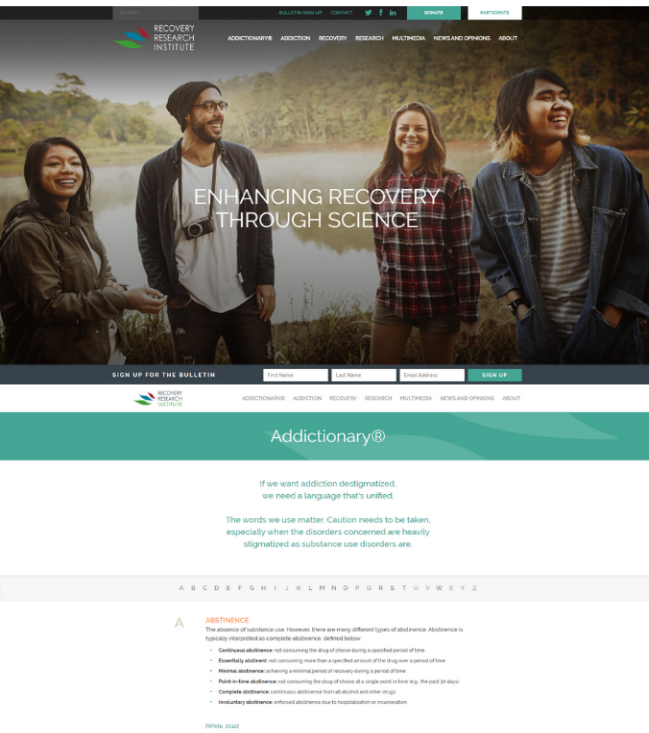 SEARCH
BULLETIN SIGN UP CONTACT DONATE PARTICIPATE
RECOVERY
RESEARCH
INSTITUTE
ADDICTIONARY® ADDICTION RECOVERY RESEARCH MULTIMEDIA NEWS AND OPINIONS ABOUT
ENHANCING RECOVERY
THROUGH SCIENCE
SIGN UP FOR THE BULLETIN First Name Last Name Email Address SIGN UP
RECOVERY
RESEARCH
INSTITUTE
ADDICTIONARY® ADDICTION RECOVERY RESEARCH MULTIMEDIA NEWS AND OPINIONS ABOUT
Addictionary®
If we want addiction destigmatized,
we need a language that's unified.
The words we use matter. Caution needs to be taken,
especially when the disorders concerned are heavily
stigmatized as substance use disorders are.
A B C D E F G H I J K L M N O P Q R S T U V W X Y Z
A
ABSTINENCE
The absence of substance use. However, there are many different types of abstinence. Abstinence is
typically interpreted as complete abstinence, defined below:
Continuous abstinence: not consuming the drug of choice during a specified period of time
Essentially abstinent: not consuming more than a specified amount of the drug over a period of time
Minimal abstinence: achieving a minimal period of recovery during a period of time
Point-in-time abstinence: not consuming the drug of choice at a single point in time (e.g., the past 30 days)
Complete abstinence: continuous abstinence from all alcohol and other drugs
Involuntary abstinence: enforced abstinence due to hospitalization or incarceration